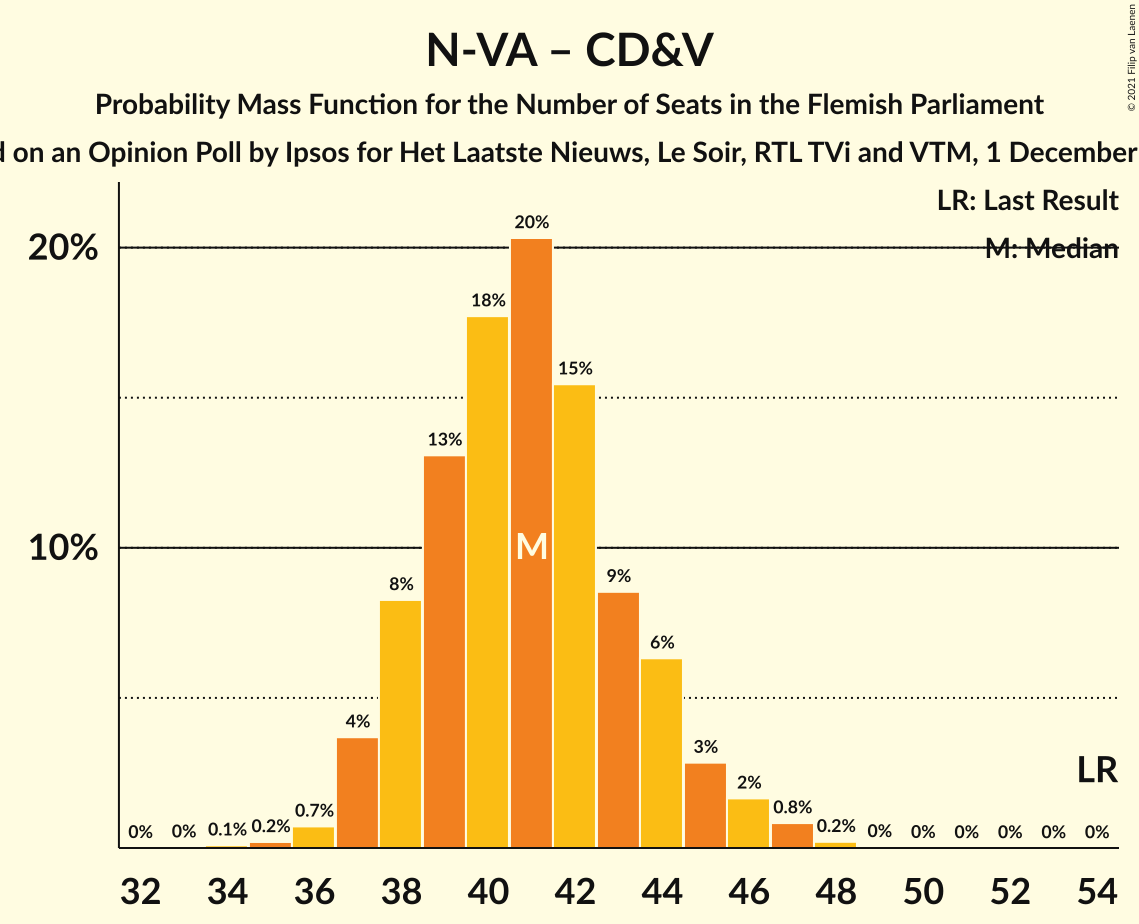 N-VA – CD&V
Probability Mass Function for the Number of Seats in the Flemish Parliament
on an Opinion Poll by Ipsos for Het Laatste Nieuws, Le Soir, RTL TVi and VTM, 1 December
© 2021 Filip van Laenen
LR: Last Result
M: Median
20%
10%
0% 0% 0.1% 0.2% 0.7% 4% 8% 13% 18% 20% 15% 9% 6% 3% 2% 0.8% 0.2% 0% 0% 0% 0% 0% 0%
M
LR
32 34 36 38 40 42 44 46 48 50 52 54